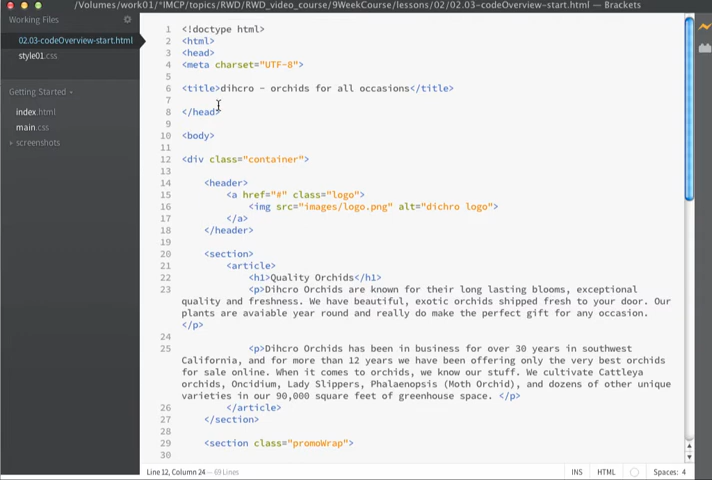 /Volumes/work01/*IMCP/topics/RWD/RWD_video_course/9WeekCourse/lessons/02/02.03-codeOverview-start.html — Brackets
Working Files
02.03-codeOverview-start.html
style01.css
Getting Started
index.html
main.css
screenshots
1 <!doctype html>
2 <html>
3 <head>
4 <meta charset="UTF-8">
5
6 <title>dihcro - orchids for all occasions</title>
7
8 </head>
9
10 <body>
11
12 <div class="container">
13
14 <header>
15 <a href="#" class="logo">
16 <img src="images/logo.png" alt="dichro logo">
17 </a>
18 </header>
19
20 <section>
21 <article>
22 <h1>Quality Orchids</h1>
23 <p>Dihcro Orchids are known for their long lasting blooms, exceptional
quality and freshness. We have beautiful, exotic orchids shipped fresh to your door. Our
plants are avaiable year round and really do make the perfect gift for any occasion.
</p>
24
25 <p>Dihcro Orchids has been in business for over 30 years in southwest
California, and for more than 12 years we have been offering only the very best orchids
for sale online. When it comes to orchids, we know our stuff. We cultivate Cattleya
orchids, Oncidium, Lady Slippers, Phalaenopsis (Moth Orchid), and dozens of other unique
varieties in our 90,000 square feet of greenhouse space. </p>
26 </article>
27 </section>
28
29 <section class="promoWrap">
30
Line 12, Column 24 — 69 Lines
INS HTML Spaces: 4